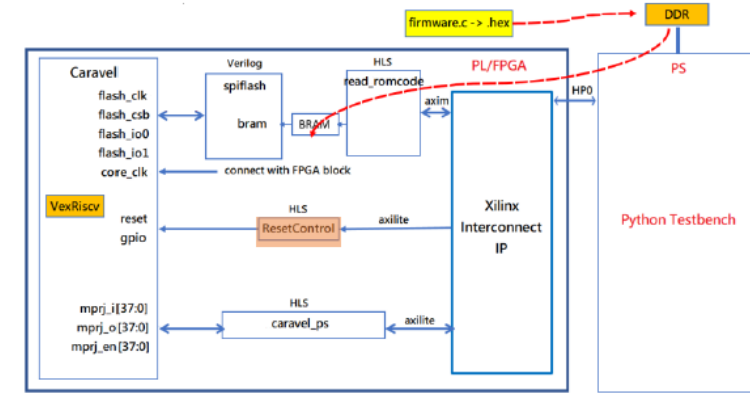 firmware.c -> .hex
DDR
Caravel
flash_clk
flash_csb
flash_io0
flash_io1
core_clk
VexRiscv
reset
gpio
mprj_i[37:0]
mprj_o[37:0]
mprj_en[37:0]
Verilog
spiflash
bram
BRAM
HLS
read_romcode
axim
PL/FPGA
HP0
PS
connect with FPGA block
HLS
ResetControl
axilite
Xilinx
Interconnect
IP
HLS
caravel_ps
axilite
Python Testbench